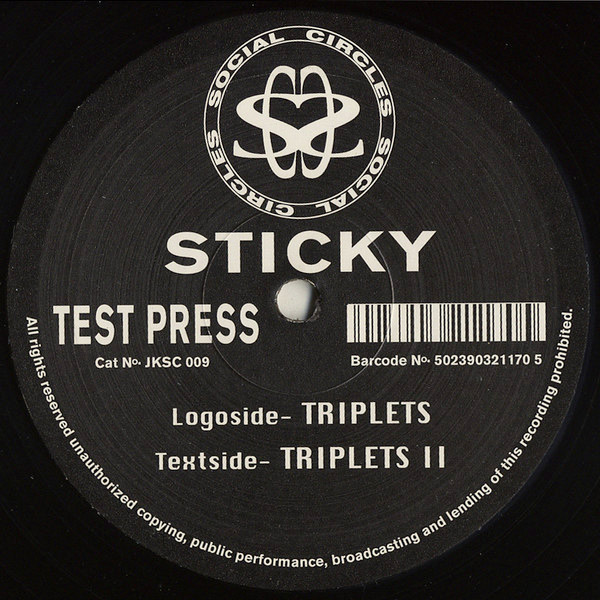 SOCIAL CIRCLES SOCIAL CIRCLES
STICKY
TEST PRESS
Cat No. JKSC 009
Barcode No. 502390321170 5
Logoside- TRIPLETS
Textside- TRIPLETS II
All rights reserved unauthorized copying, public performance, broadcasting and lending of this recording prohibited.